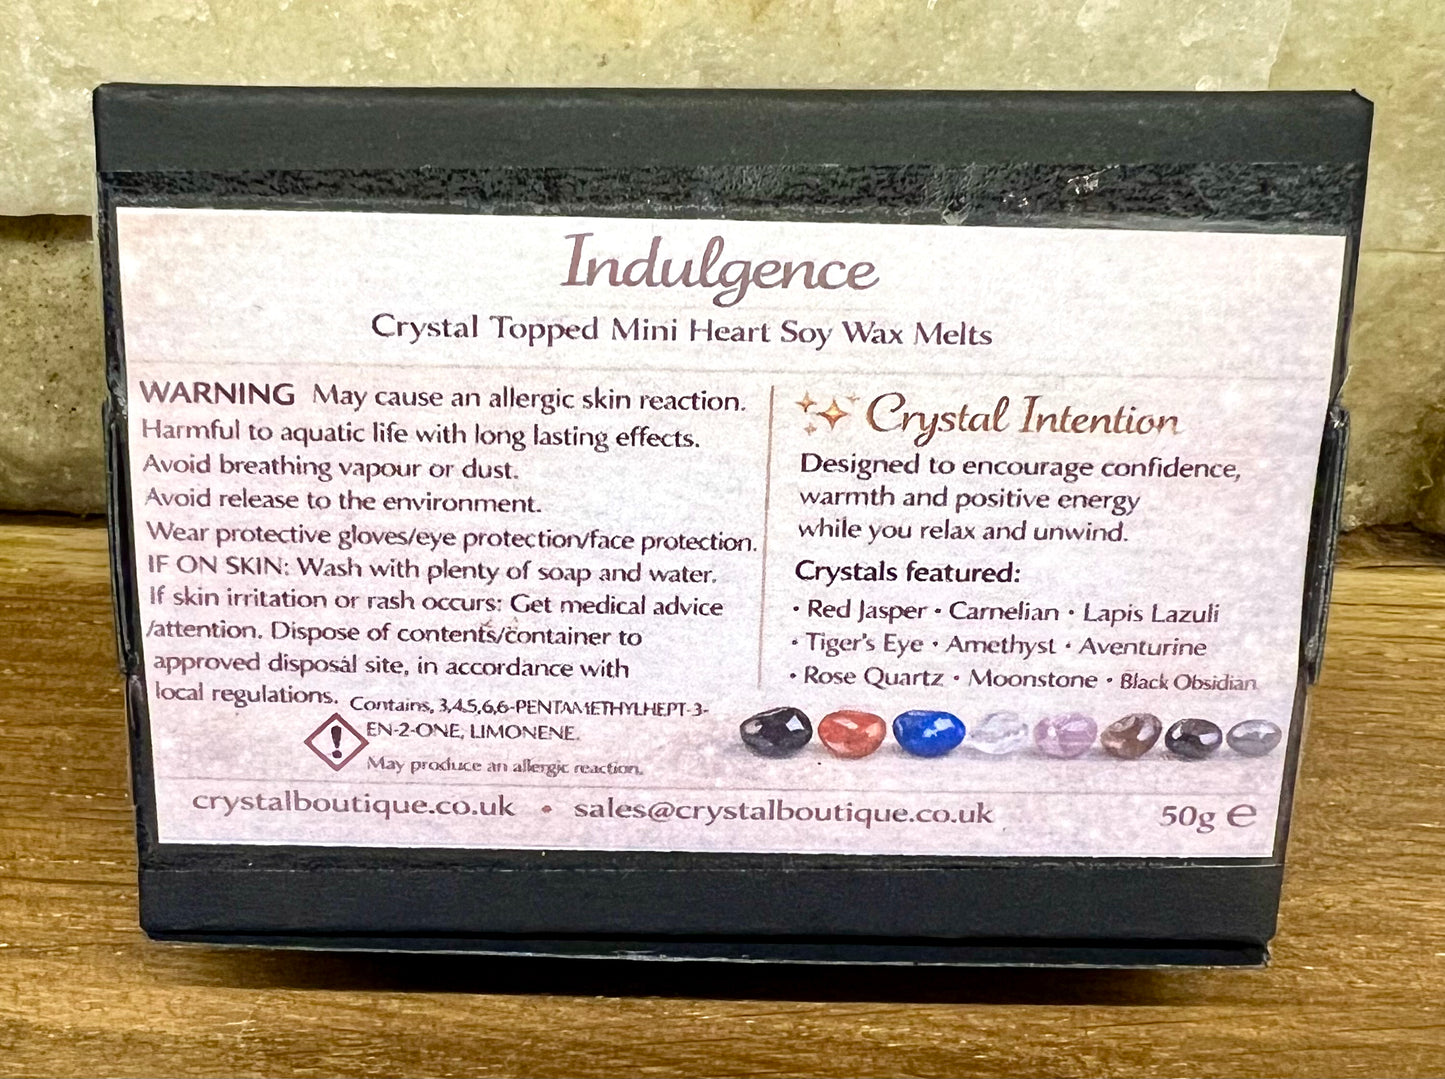 Indulgence
Crystal Topped Mini Heart Soy Wax Melts
WARNING May cause an allergic skin reaction.
Harmful to aquatic life with long lasting effects.
Avoid breathing vapour or dust.
Avoid release to the environment.
Wear protective gloves/eye protection/face protection.
IF ON SKIN: Wash with plenty of soap and water.
If skin irritation or rash occurs: Get medical advice
/attention. Dispose of contents/container to
approved disposal site, in accordance with
local regulations.
Contains, 3,4,5,6,6-PENTAMETHYLHEPT-3-
EN-2-ONE, LIMONENE.
May produce an allergic reaction.
Crystal Intention
Designed to encourage confidence,
warmth and positive energy
while you relax and unwind.
Crystals featured:
• Red Jasper • Carnelian • Lapis Lazuli
• Tiger's Eye • Amethyst • Aventurine
• Rose Quartz • Moonstone • Black Obsidian
crystalboutique.co.uk • sales@crystalboutique.co.uk 50g ℮